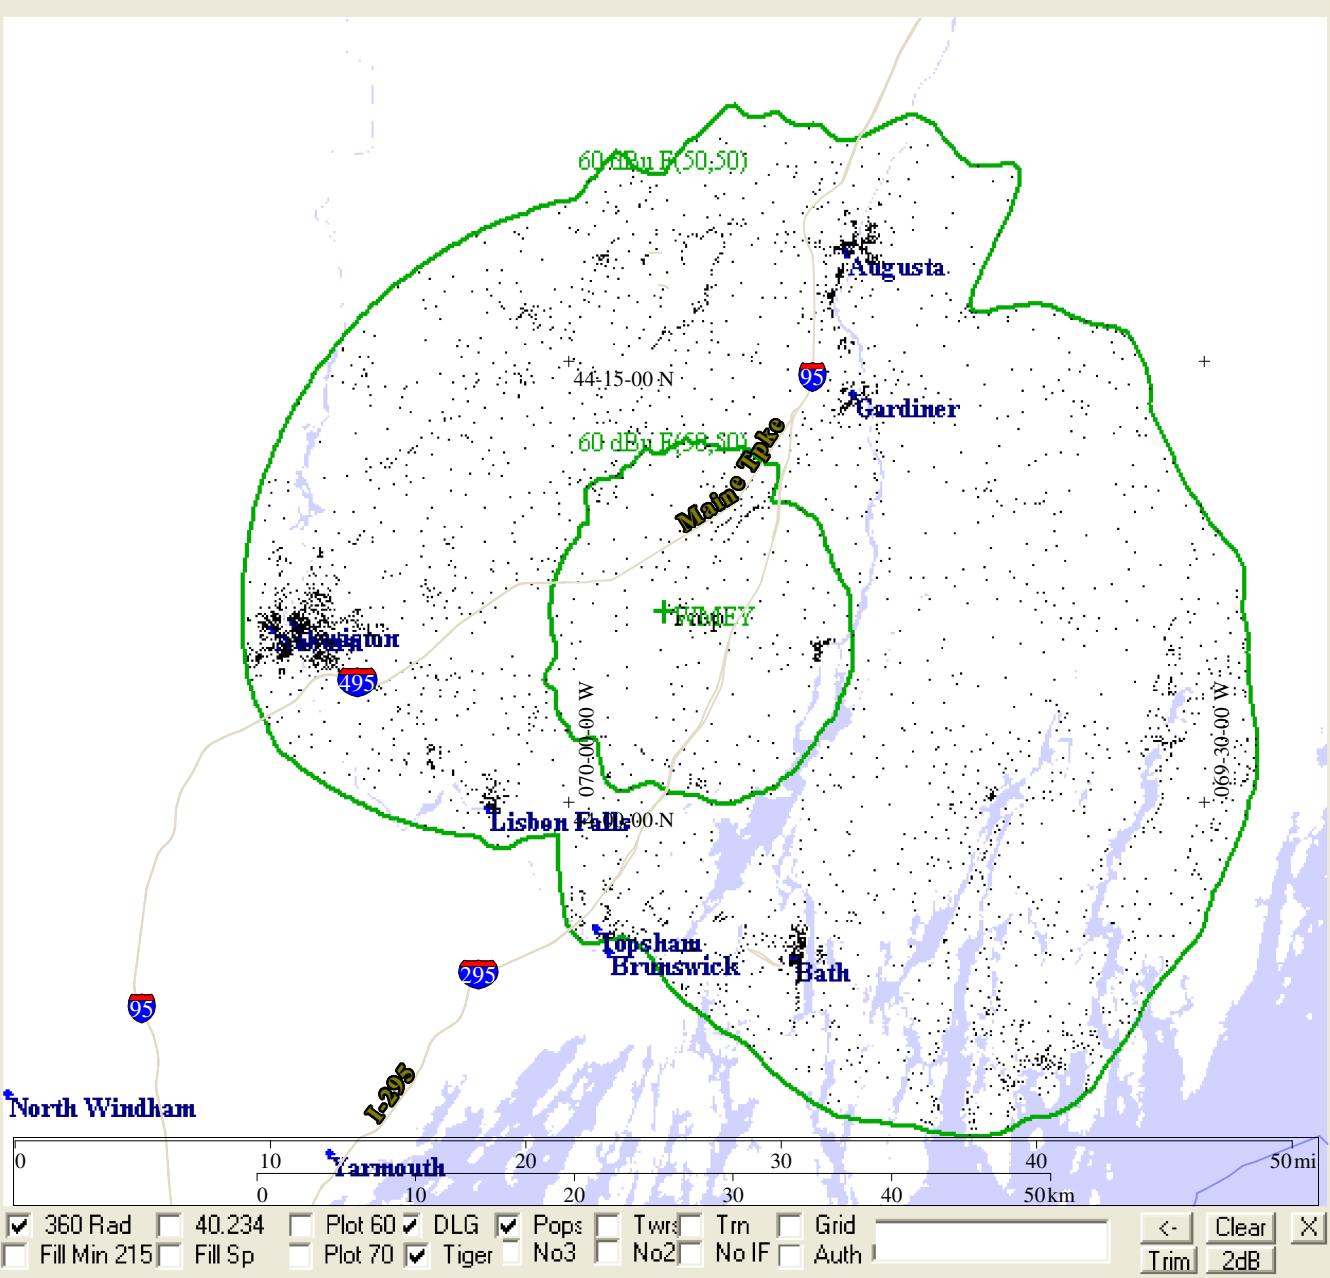 60 dBu F(50,50)
Augusta
44-15-00 N
95
Gardiner
60 dBu F(50,50)
Maine Tpke
WMEY
Lewiston
495
070-00-00 W
069-30-00 W
Lisbon Falls
44-00-00 N
Topsham
Brunswick
Bath
295
95
I-295
North Windham
Yarmouth
0 10 20 30 40 50 mi
0 10 20 30 40 50 km
360 Rad 40.234 Plot 60 DLG Pops Twrs Trn Grid <- Clear X
Fill Min 215 Fill Sp Plot 70 Tiger No3 No2 No IF Auth Trim 2dB